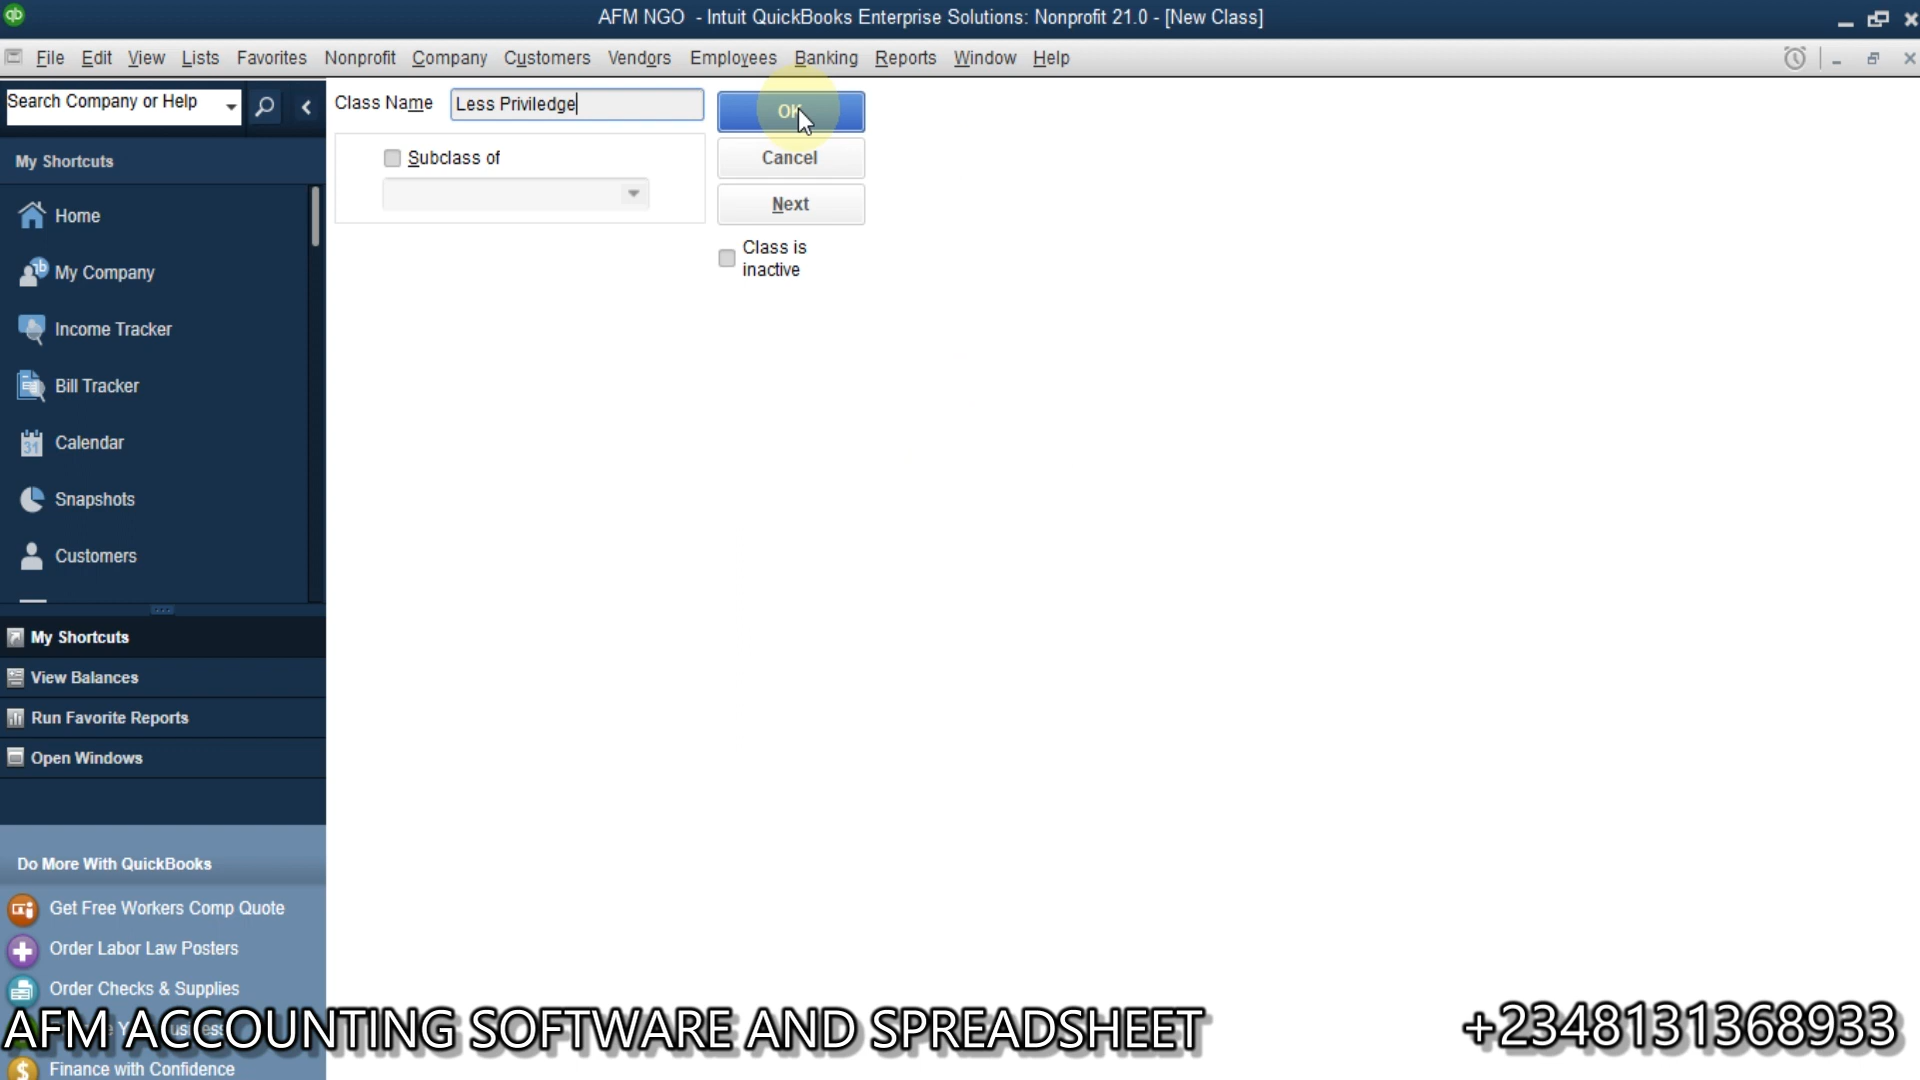 qb
AFM NGO - Intuit QuickBooks Enterprise Solutions: Nonprofit 21.0 - [New Class]
File Edit View Lists Favorites Nonprofit Company Customers Vendors Employees Banking Reports Window Help
Search Company or Help
My Shortcuts
Home
My Company
Income Tracker
Bill Tracker
31 Calendar
Snapshots
Customers
My Shortcuts
View Balances
Run Favorite Reports
Open Windows
Do More With QuickBooks
Get Free Workers Comp Quote
Order Labor Law Posters
Order Checks & Supplies
Finance with Confidence
Class Name Less Priviledge
Subclass of
OK
Cancel
Next
Class is
inactive
AFM ACCOUNTING SOFTWARE AND SPREADSHEET
+2348131368933